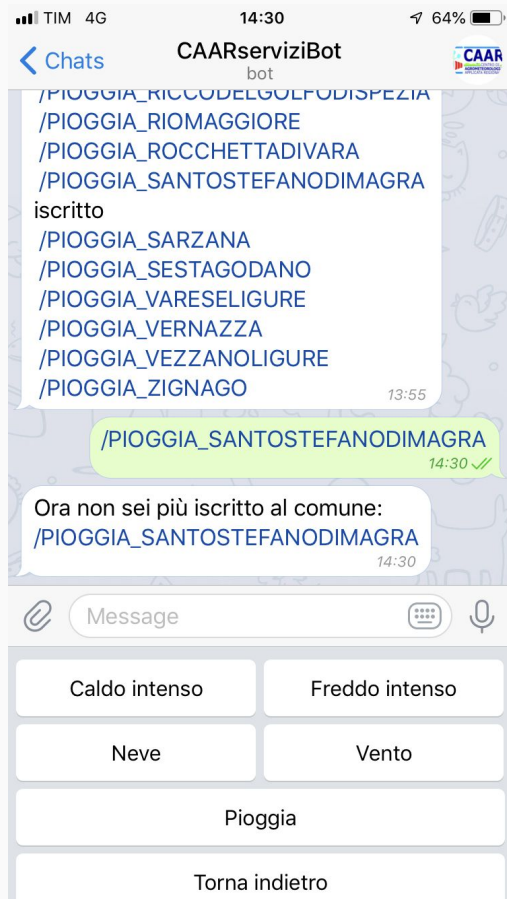 TIM 4G 14:30 64%
Chats CAARserviziBot
bot
CAAR
/PIOGGIA_RICCODELGOLFODISPEZIA
/PIOGGIA_RIOMAGGIORE
/PIOGGIA_ROCCHETTADIVARA
/PIOGGIA_SANTOSTEFANODIMAGRA
iscritto
/PIOGGIA_SARZANA
/PIOGGIA_SESTAGODANO
/PIOGGIA_VARESELIGURE
/PIOGGIA_VERNAZZA
/PIOGGIA_VEZZANOLIGURE
/PIOGGIA_ZIGNAGO
13:55
/PIOGGIA_SANTOSTEFANODIMAGRA
14:30
Ora non sei più iscritto al comune:
/PIOGGIA_SANTOSTEFANODIMAGRA
14:30
Message
Caldo intenso Freddo intenso
Neve Vento
Pioggia
Torna indietro